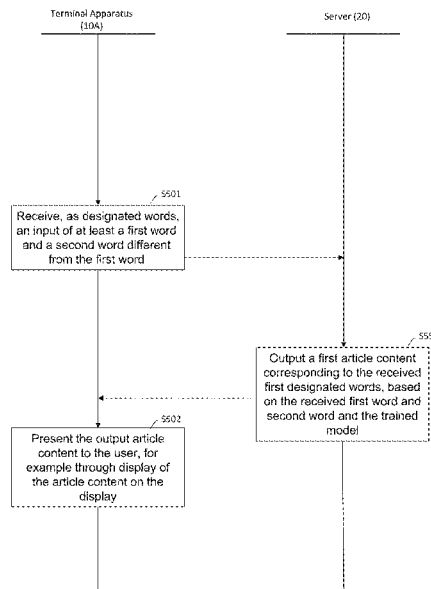 Terminal Apparatus
(10A)
Server (20)
S501
Receive, as designated words,
an input of at least a first word
and a second word different
from the first word
Output a first article content
corresponding to the received
first designated words, based
on the received first word and
second word and the trained
model
S502
Present the output article
content to the user, for
example through display of
the article content on the
display